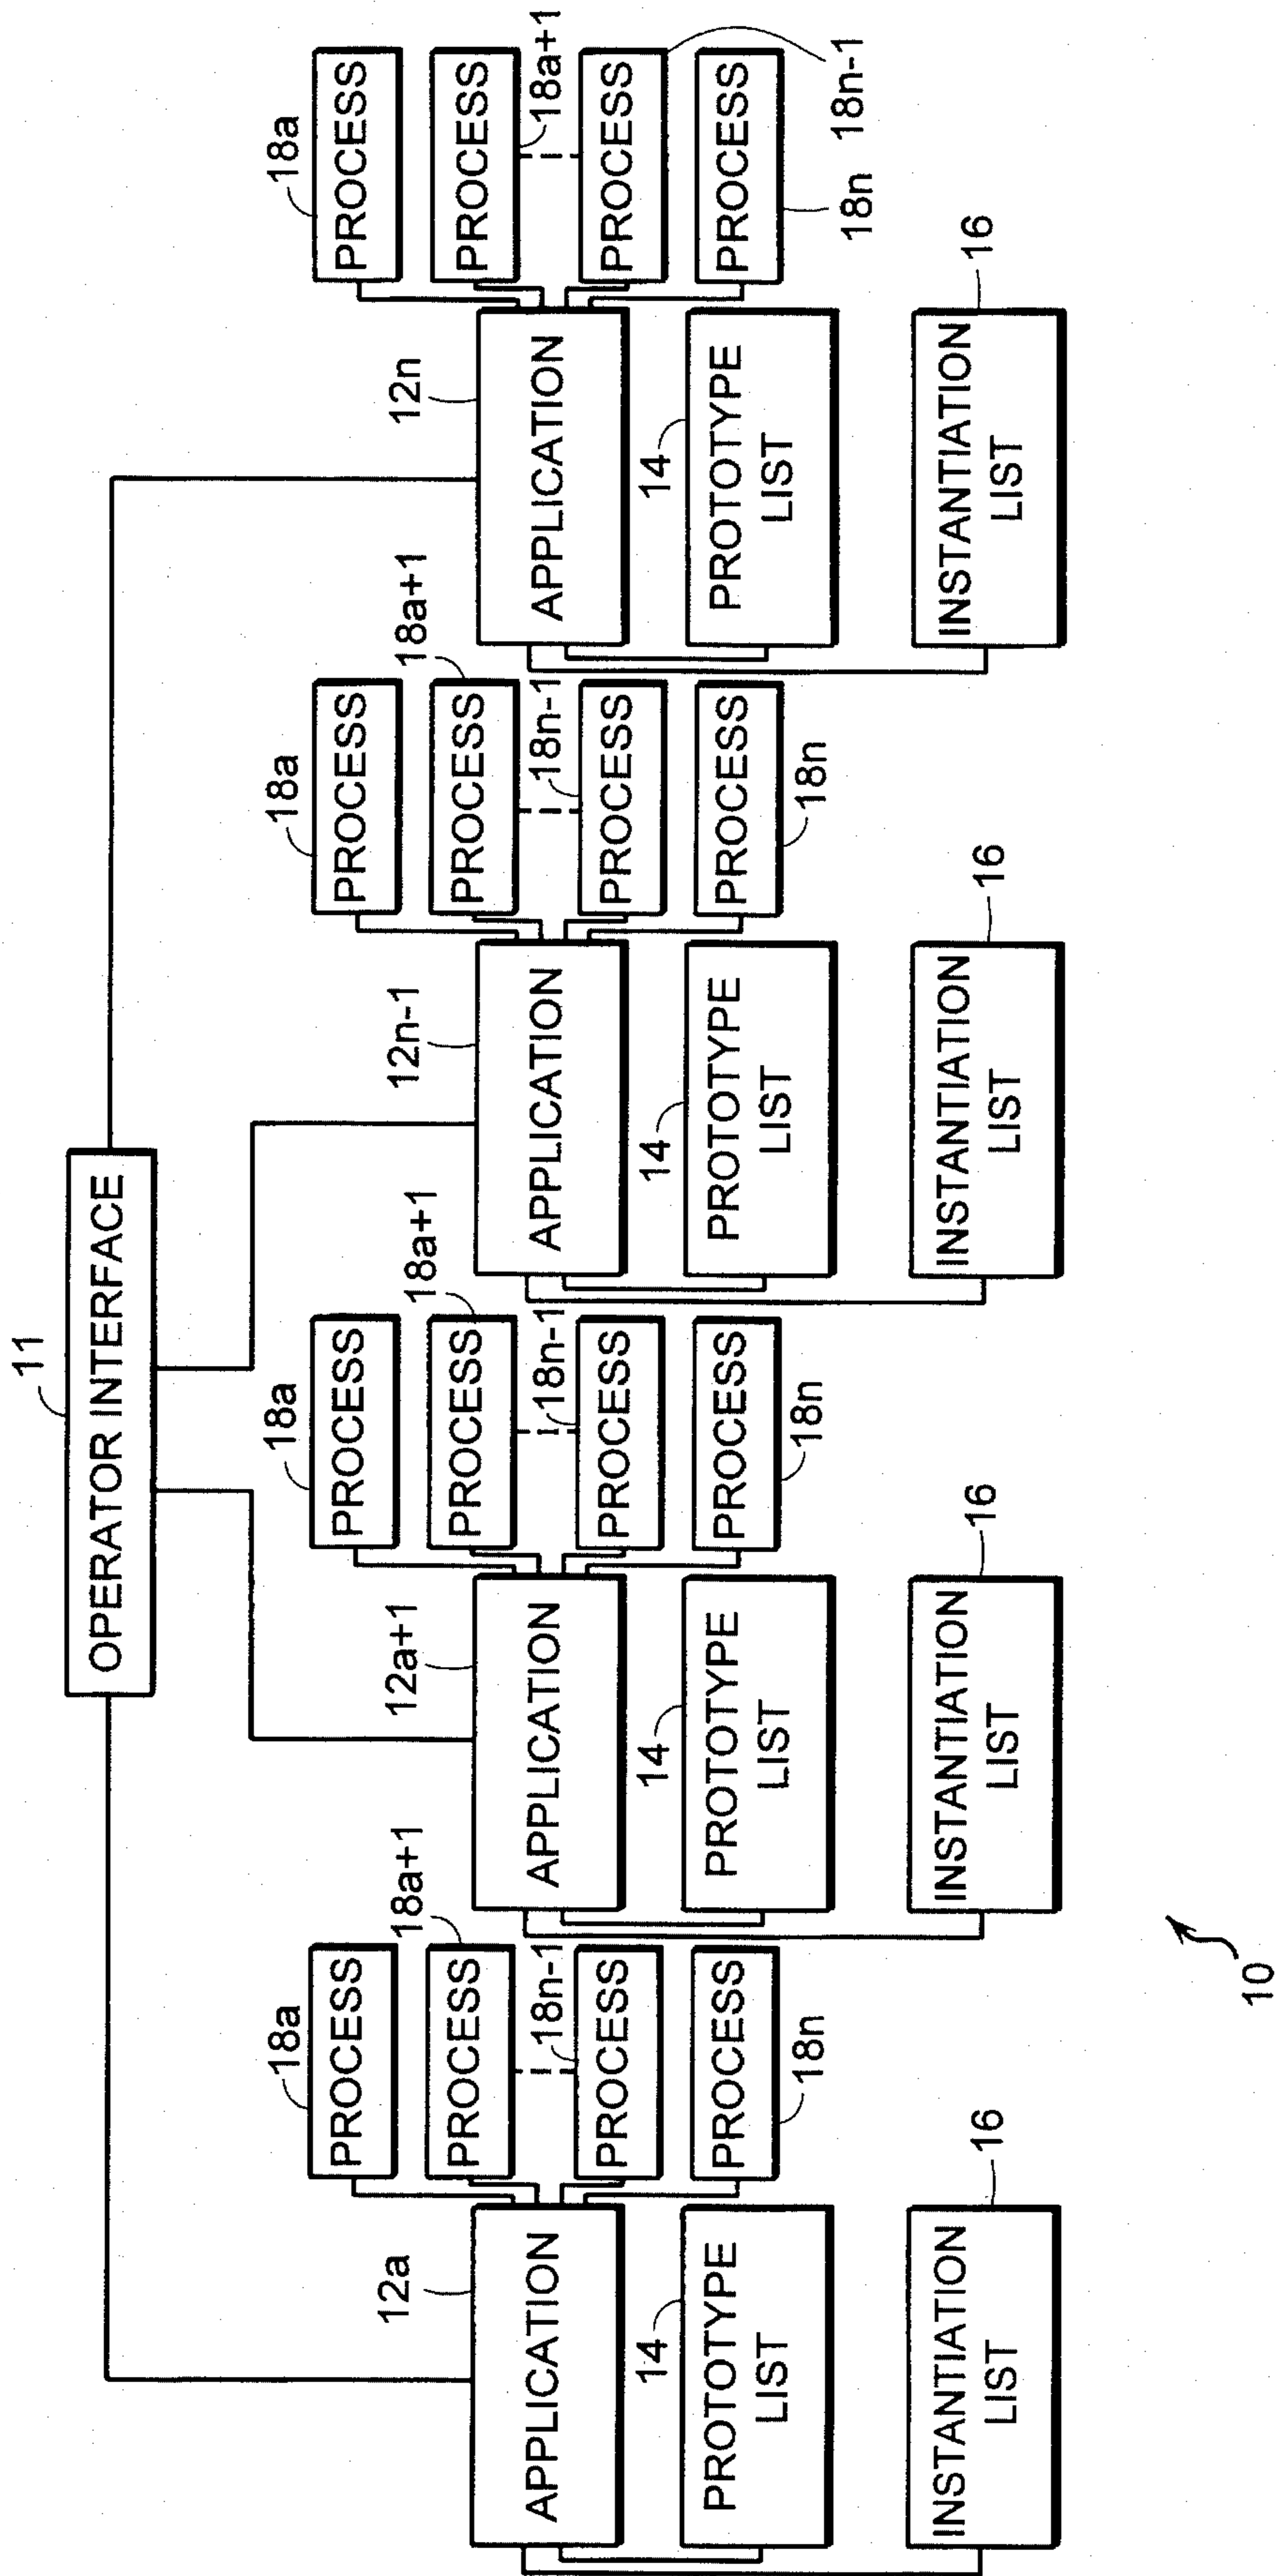 11
OPERATOR INTERFACE
12a
APPLICATION
18a
PROCESS
18a+1
PROCESS
18n-1
PROCESS
PROCESS
18n
14
PROTOTYPE
LIST
16
INSTANTIATION
LIST
12a+1
APPLICATION
18a
PROCESS
18a+1
PROCESS
18n-1
PROCESS
PROCESS
18n
14
PROTOTYPE
LIST
16
INSTANTIATION
LIST
12n-1
APPLICATION
18a
PROCESS
18a+1
PROCESS
18n-1
PROCESS
PROCESS
18n
14
PROTOTYPE
LIST
16
INSTANTIATION
LIST
12n
APPLICATION
18a
PROCESS
PROCESS
18a+1
PROCESS
18n-1
PROCESS
18n
14
PROTOTYPE
LIST
16
INSTANTIATION
LIST
10